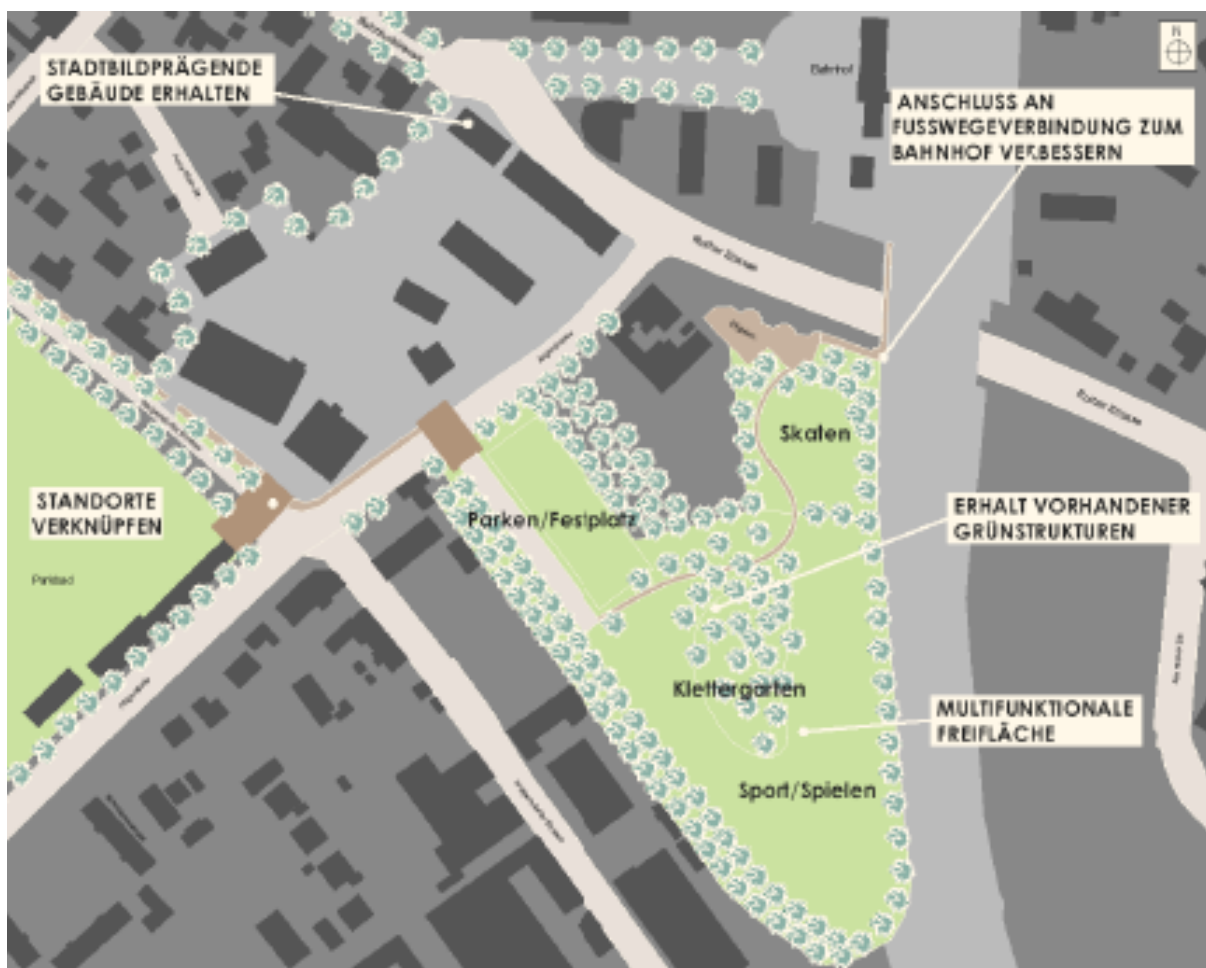 STADTBILDPRÄGENDE
GEBÄUDE ERHALTEN
Bahnhof
N
ANSCHLUSS AN
FUSSWEGEVERBINDUNG ZUM
BAHNHOF VERBESSERN
Skaten
STANDORTE
VERKNÜPFEN
Parkbad
Parken/Festplatz
ERHALT VORHANDENER
GRÜNSTRUKTUREN
Klettergarten
MULTIFUNKTIONALE
FREIFLÄCHE
Sport/Spielen